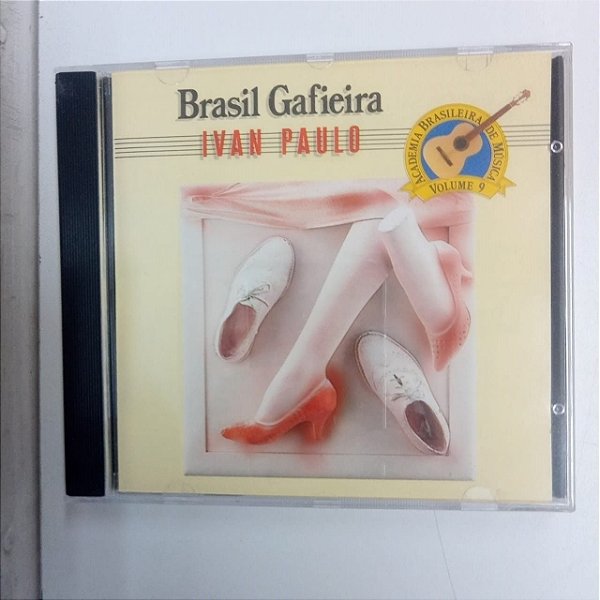 Brasil Gafieira
IVAN PAULO
ACADEMIA BRASILEIRA DE MÚSICA
VOLUME 9